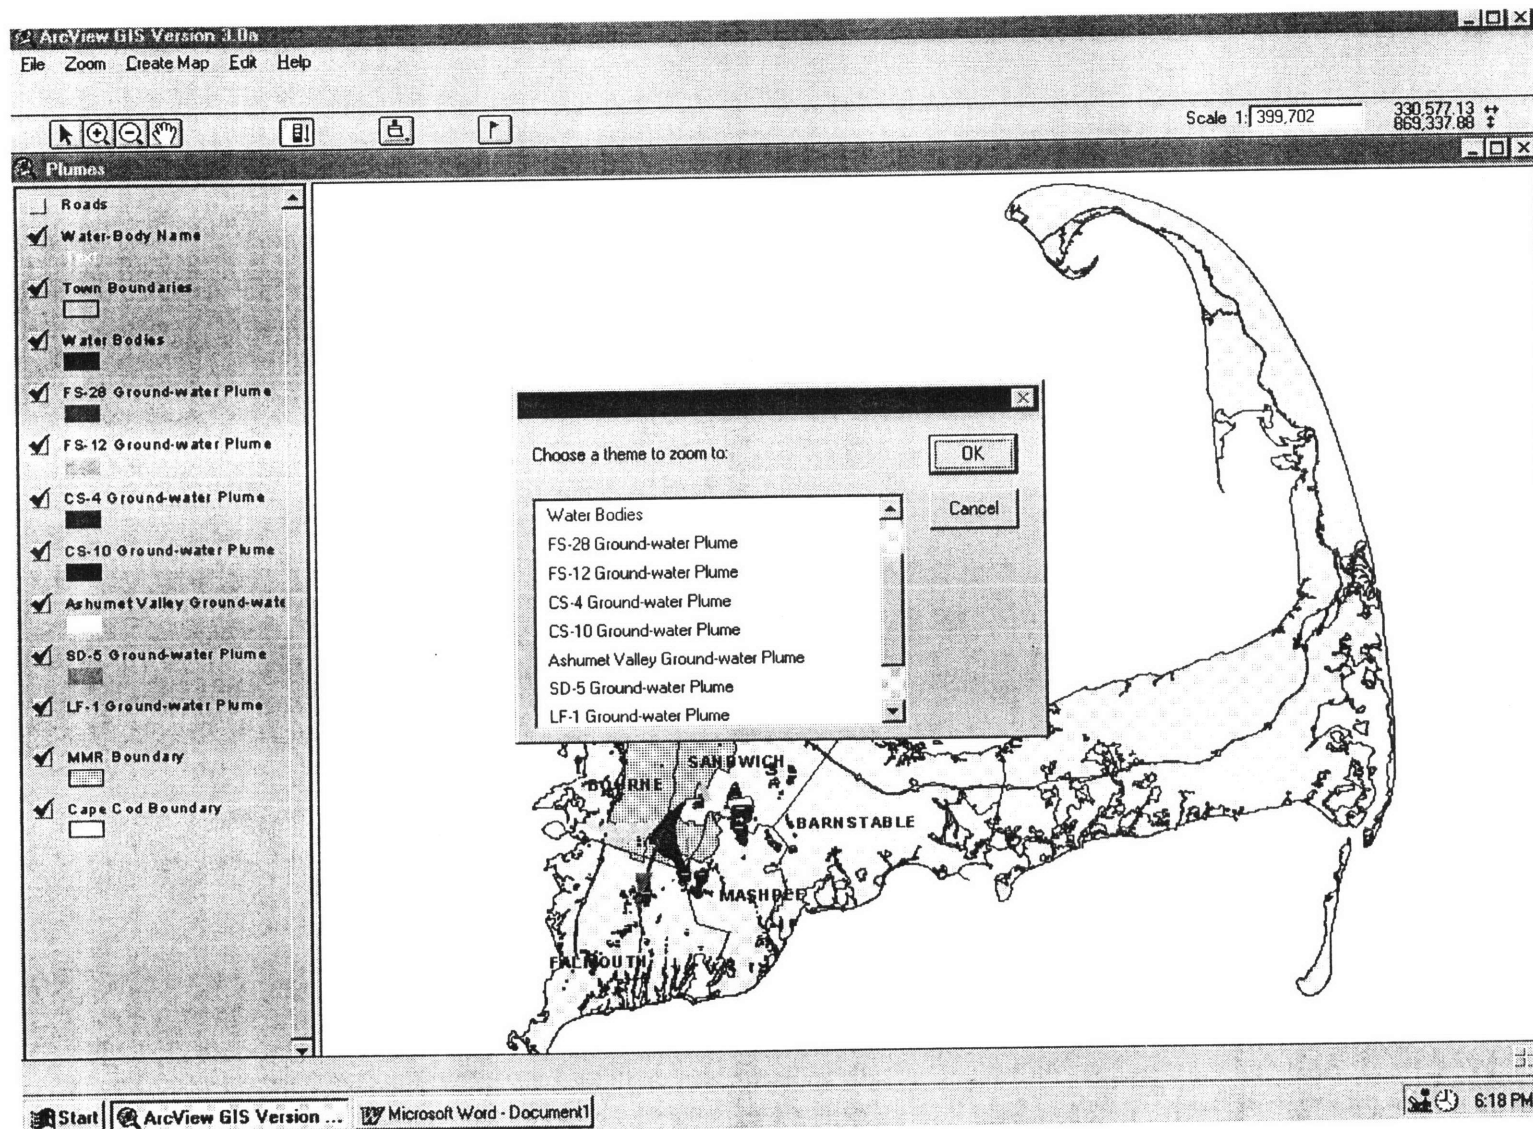 ArcView GIS Version 3.0a
File Zoom Create Map Edit Help
Scale 1: 399,702
330,577.13
869,337.88
Plumes
Roads
Water-Body Name
Text
Town Boundaries
Water Bodies
FS-28 Ground-water Plume
FS-12 Ground-water Plume
CS-4 Ground-water Plume
CS-10 Ground-water Plume
Ashumet Valley Ground-wate
SD-5 Ground-water Plume
LF-1 Ground-water Plume
MMR Boundary
Cape Cod Boundary
Choose a theme to zoom to:
OK
Cancel
Water Bodies
FS-28 Ground-water Plume
FS-12 Ground-water Plume
CS-4 Ground-water Plume
CS-10 Ground-water Plume
Ashumet Valley Ground-water Plume
SD-5 Ground-water Plume
LF-1 Ground-water Plume
SANDWICH
BOURNE
BARNSTABLE
MASHPEE
FALMOUTH
Start
ArcView GIS Version ...
Microsoft Word - Document1
6:18 PM